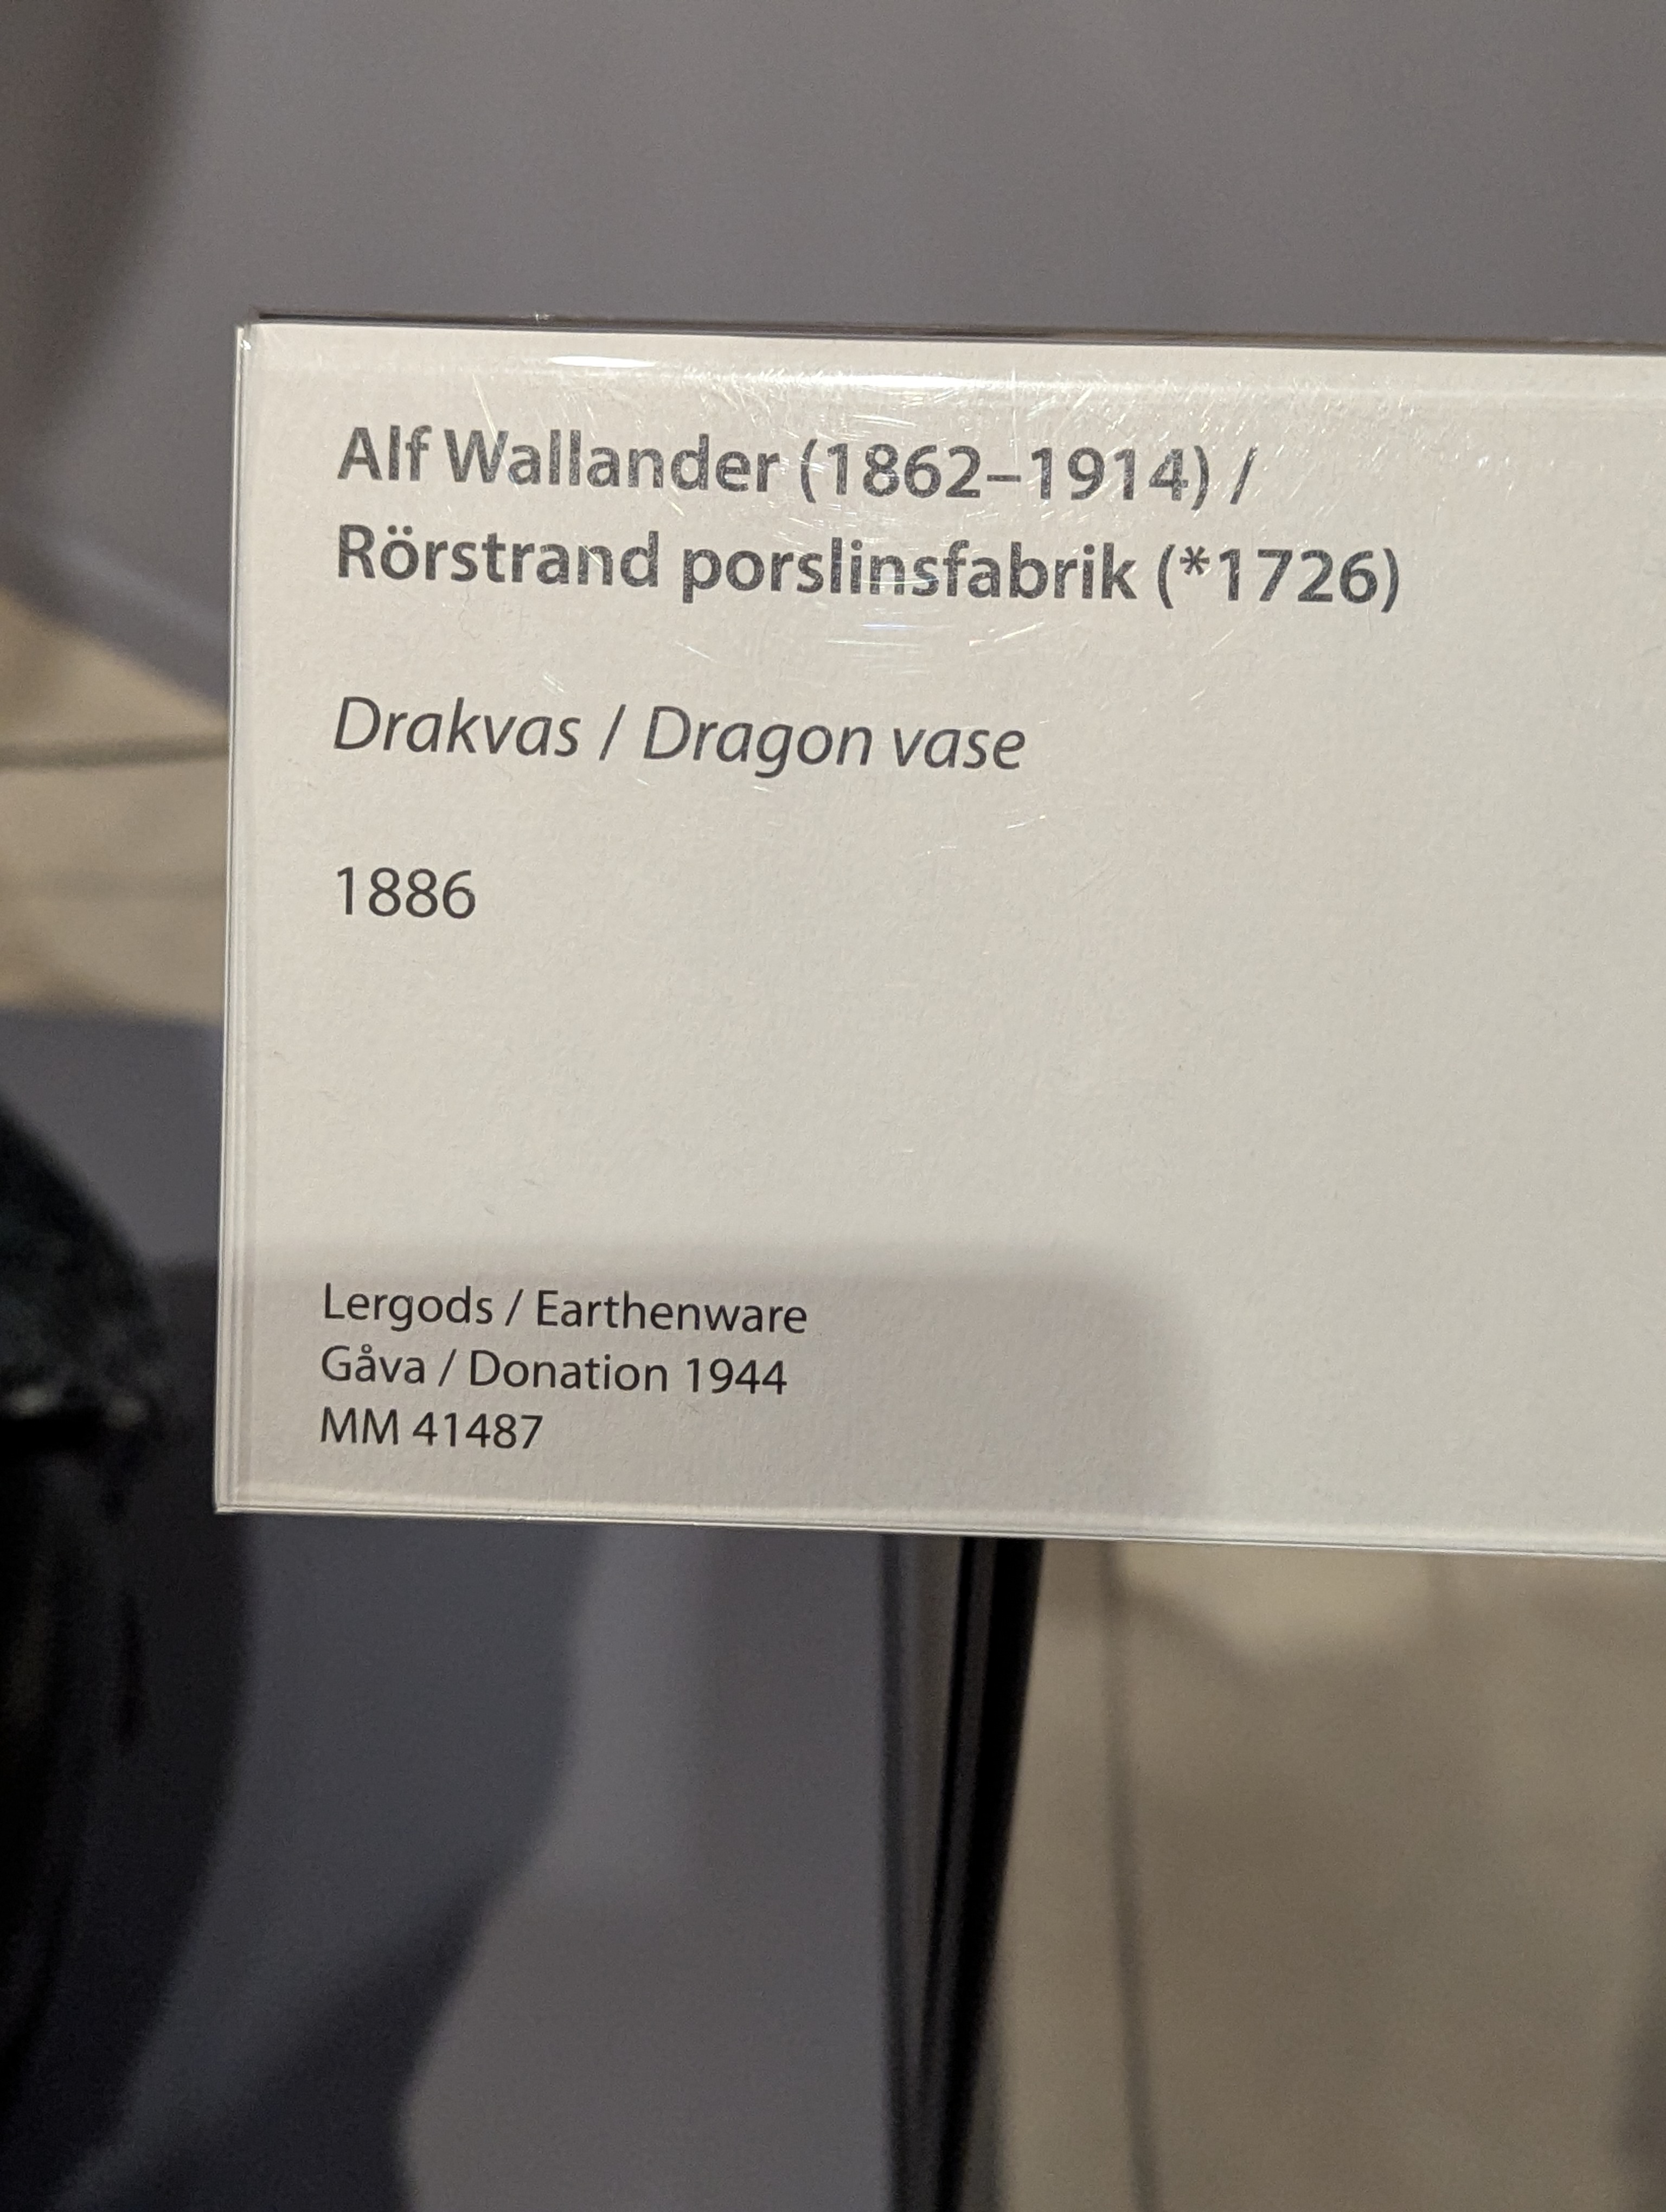 Alf Wallander (1862–1914) /
Rörstrand porslinsfabrik (*1726)
Drakvas / Dragon vase
1886
Lergods / Earthenware
Gåva / Donation 1944
MM 41487